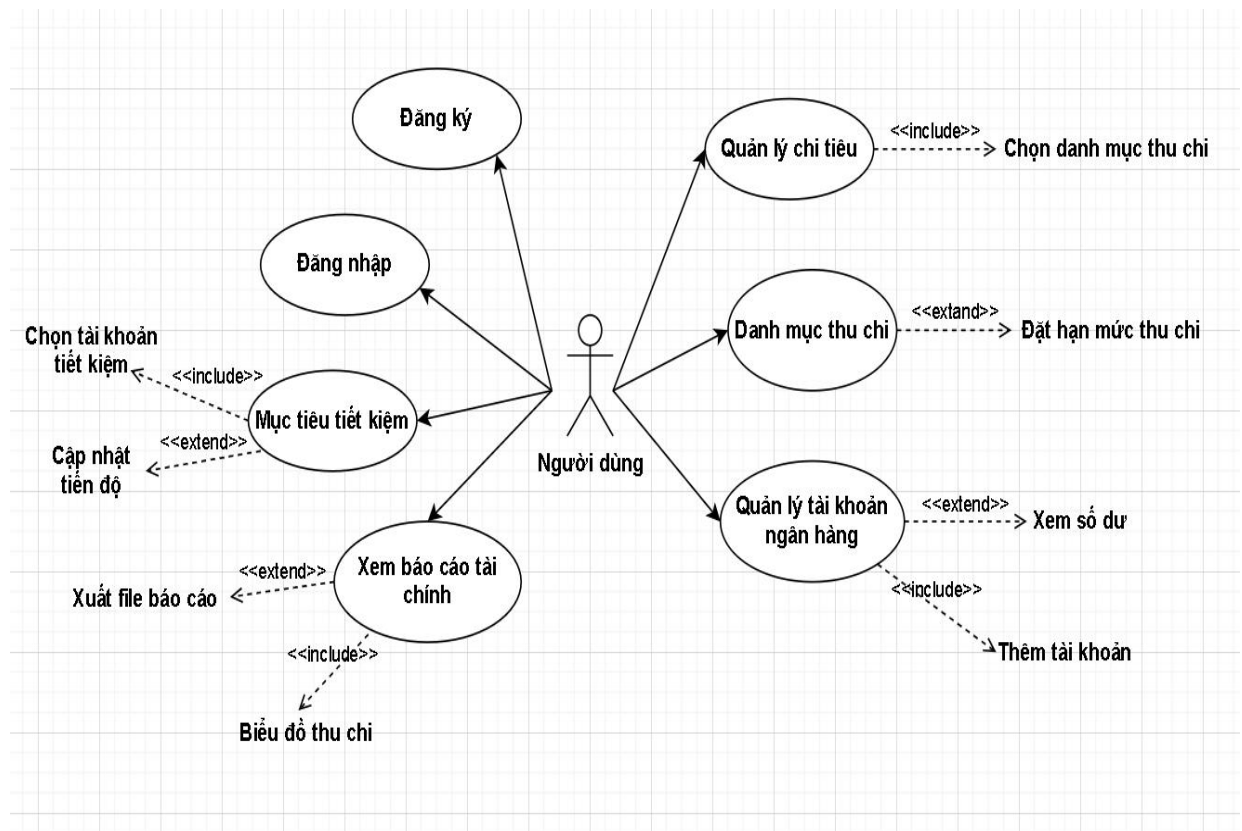 Đăng ký
Quản lý chi tiêu
<<include>>
Chọn danh mục thu chi
Đăng nhập
Danh mục thu chi
<<extand>>
Đặt hạn mức thu chi
Chọn tài khoản
tiết kiệm
<<include>>
Mục tiêu tiết kiệm
<<extend>>
Cập nhật
tiến độ
Người dùng
Quản lý tài khoản
ngân hàng
<<extend>>
Xem số dư
<<include>>
Thêm tài khoản
Xem báo cáo tài
chính
<<extend>>
Xuất file báo cáo
<<include>>
Biểu đồ thu chi